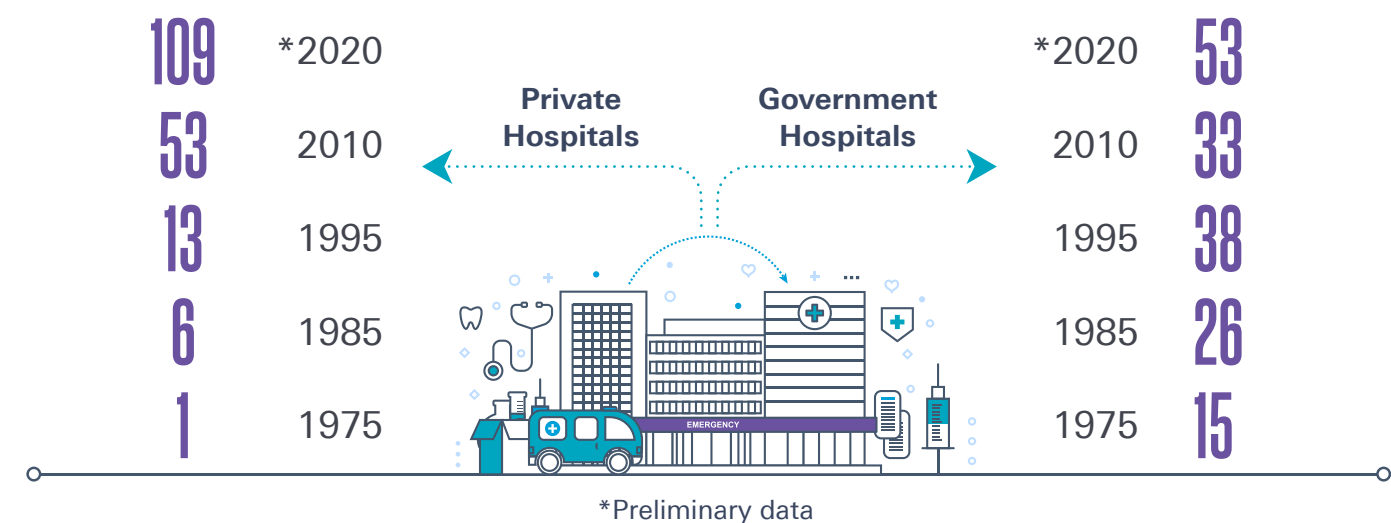 109 *2020
53 2010
13 1995
6 1985
1 1975
Private
Hospitals
Government
Hospitals
*2020 53
2010 33
1995 38
1985 26
1975 15
EMERGENCY
*Preliminary data